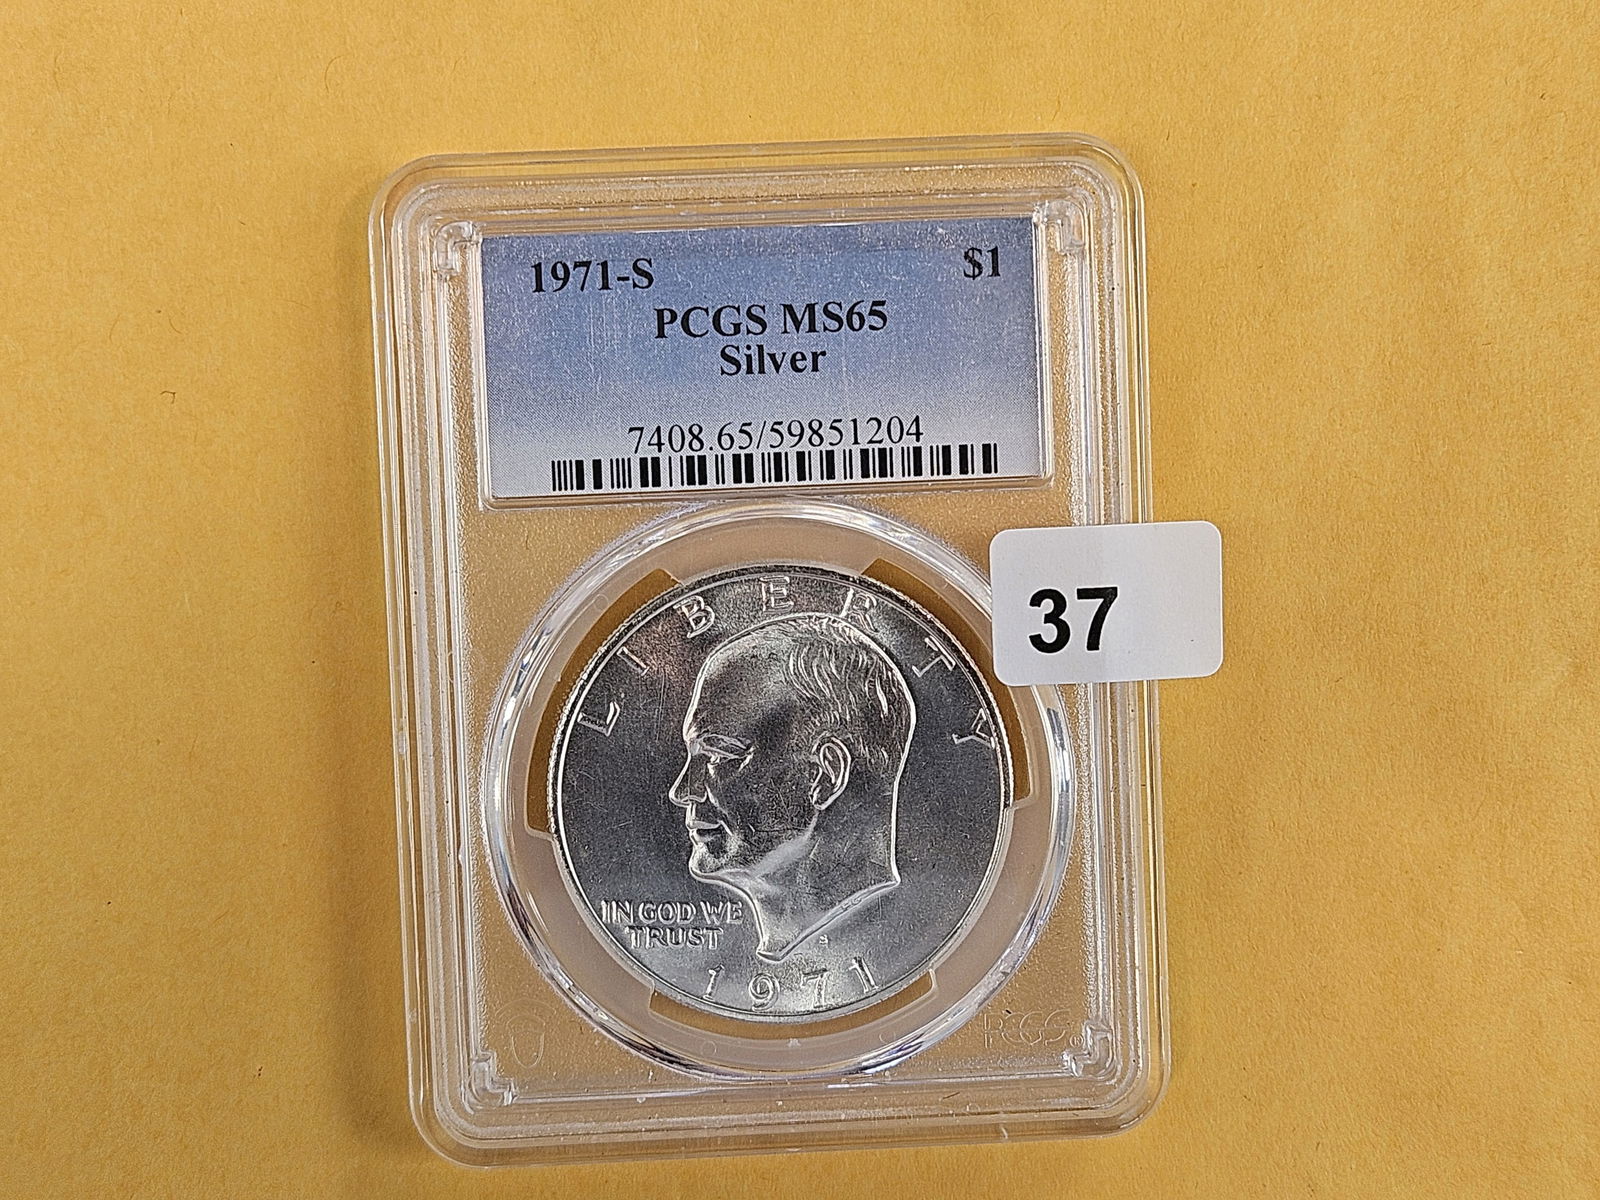 1971-S $1
PCGS MS65
Silver
7408.65/59851204
37
LIBERTY
IN GOD WE
TRUST
S
1971
PCGS